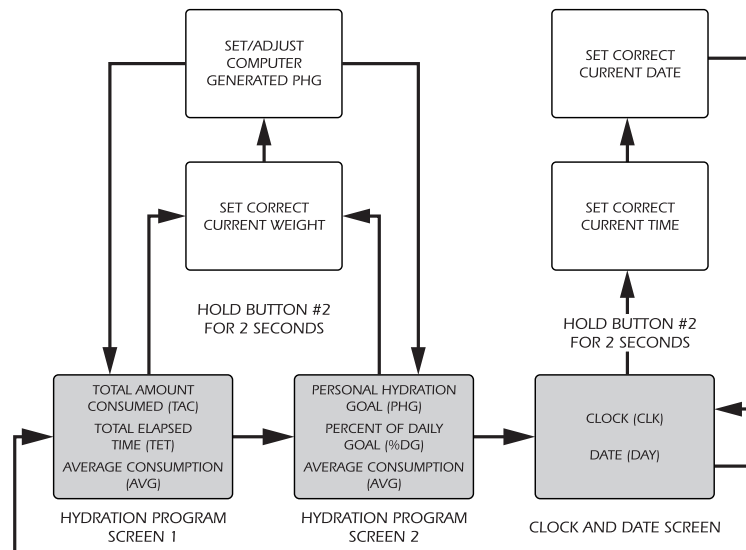 SET/ADJUST
COMPUTER
GENERATED PHG
SET CORRECT
CURRENT DATE
SET CORRECT
CURRENT WEIGHT
SET CORRECT
CURRENT TIME
HOLD BUTTON #2
FOR 2 SECONDS
HOLD BUTTON #2
FOR 2 SECONDS
TOTAL AMOUNT
CONSUMED (TAC)
TOTAL ELAPSED
TIME (TET)
AVERAGE CONSUMPTION
(AVG)
PERSONAL HYDRATION
GOAL (PHG)
PERCENT OF DAILY
GOAL (%DG)
AVERAGE CONSUMPTION
(AVG)
CLOCK (CLK)
DATE (DAY)
HYDRATION PROGRAM
SCREEN 1
HYDRATION PROGRAM
SCREEN 2
CLOCK AND DATE SCREEN